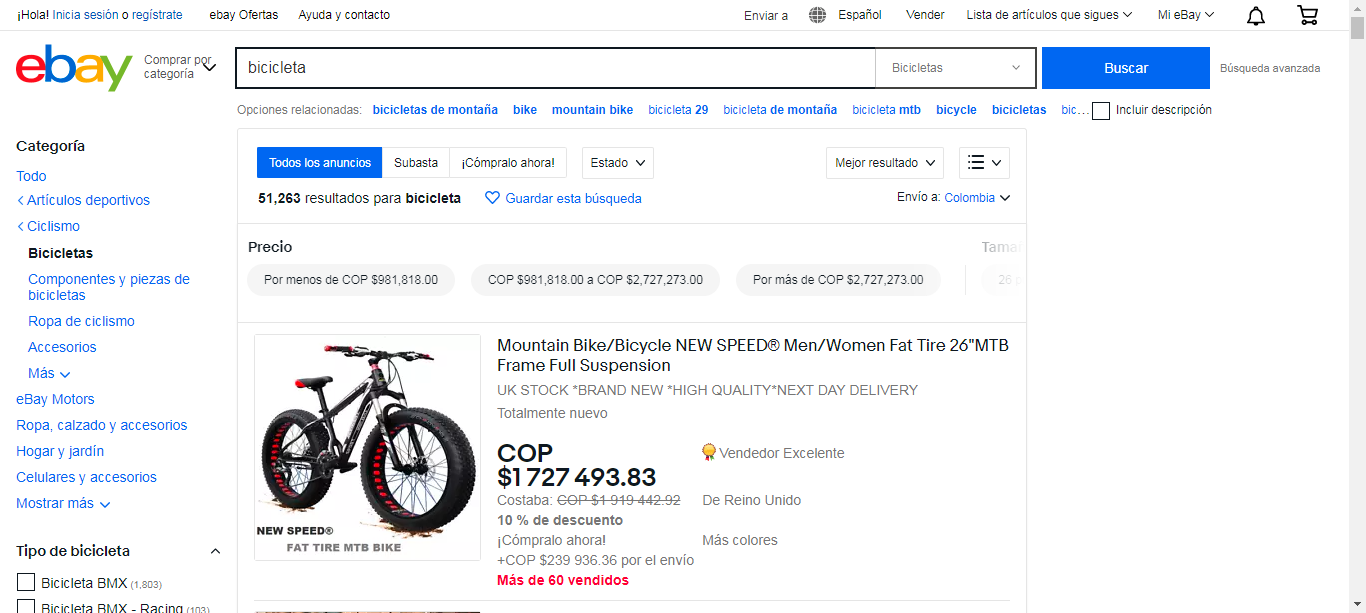 ¡Hola! Inicia sesión o regístrate ebay Ofertas Ayuda y contacto Enviar a Español Vender Lista de artículos que sigues Mi eBay
ebay
Comprar por
categoría
bicicleta Bicicletas Buscar Búsqueda avanzada
Opciones relacionadas: bicicletas de montaña bike mountain bike bicicleta 29 bicicleta de montaña bicicleta mtb bicycle bicicletas bic… Incluir descripción
Categoría
Todo
Artículos deportivos
Ciclismo
Bicicletas
Componentes y piezas de
bicicletas
Ropa de ciclismo
Accesorios
Más
eBay Motors
Ropa, calzado y accesorios
Hogar y jardín
Celulares y accesorios
Mostrar más
Tipo de bicicleta
Bicicleta BMX (1,803)
Bicicleta BMX - Racing (103)
Todos los anuncios Subasta ¡Cómpralo ahora! Estado Mejor resultado
51,263 resultados para bicicleta Guardar esta búsqueda Envío a: Colombia
Precio Tamañ
Por menos de COP $981,818.00 COP $981,818.00 a COP $2,727,273.00 Por más de COP $2,727,273.00 26 p
NEW SPEED®
FAT TIRE MTB BIKE
Mountain Bike/Bicycle NEW SPEED® Men/Women Fat Tire 26"MTB
Frame Full Suspension
UK STOCK *BRAND NEW *HIGH QUALITY*NEXT DAY DELIVERY
Totalmente nuevo
COP
$1 727 493.83
Costaba: COP $1 919 442.92
10 % de descuento
¡Cómpralo ahora!
+COP $239 936.36 por el envío
Más de 60 vendidos
Vendedor Excelente
De Reino Unido
Más colores